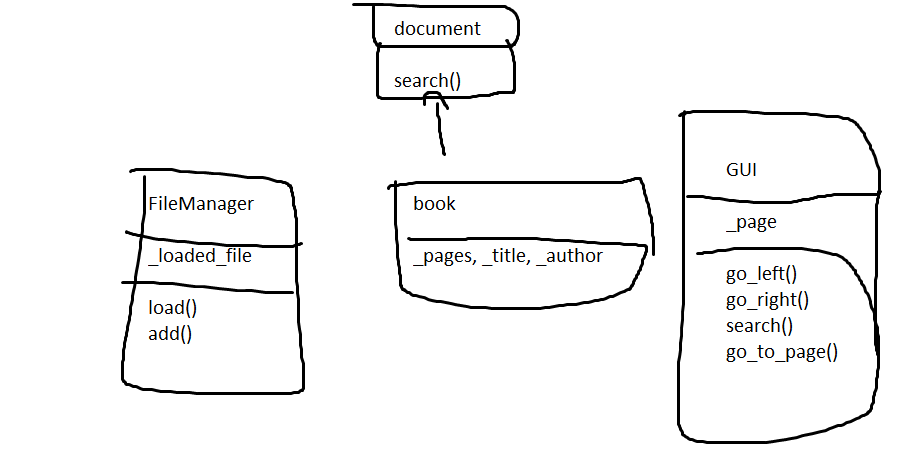 document
search()
FileManager
_loaded_file
load()
add()
book
_pages, _title, _author
GUI
_page
go_left()
go_right()
search()
go_to_page()